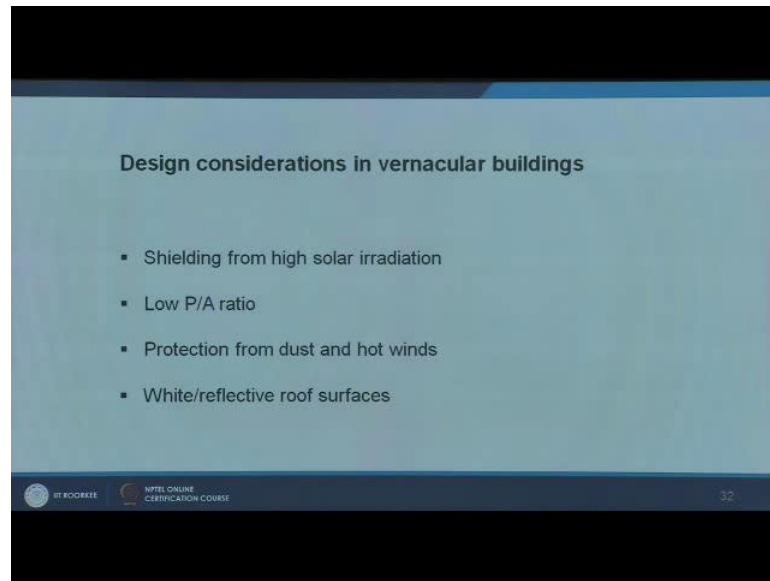 Design considerations in vernacular buildings
▪ Shielding from high solar irradiation
▪ Low P/A ratio
▪ Protection from dust and hot winds
▪ White/reflective roof surfaces
IIT ROORKEE
NPTEL ONLINE
CERTIFICATION COURSE
32